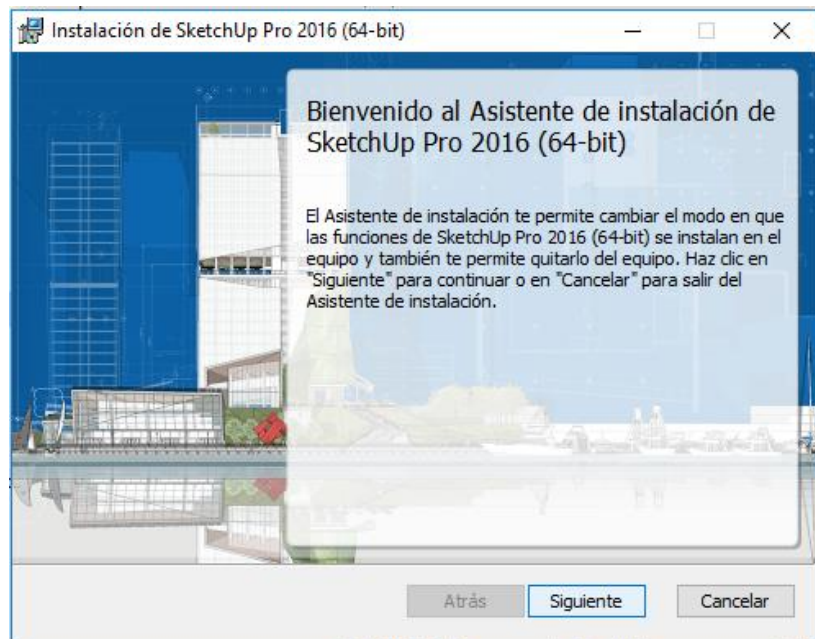 Instalación de SketchUp Pro 2016 (64-bit)
Bienvenido al Asistente de instalación de
SketchUp Pro 2016 (64-bit)
El Asistente de instalación te permite cambiar el modo en que
las funciones de SketchUp Pro 2016 (64-bit) se instalan en el
equipo y también te permite quitarlo del equipo. Haz clic en
"Siguiente" para continuar o en "Cancelar" para salir del
Asistente de instalación.
Atrás Siguiente Cancelar